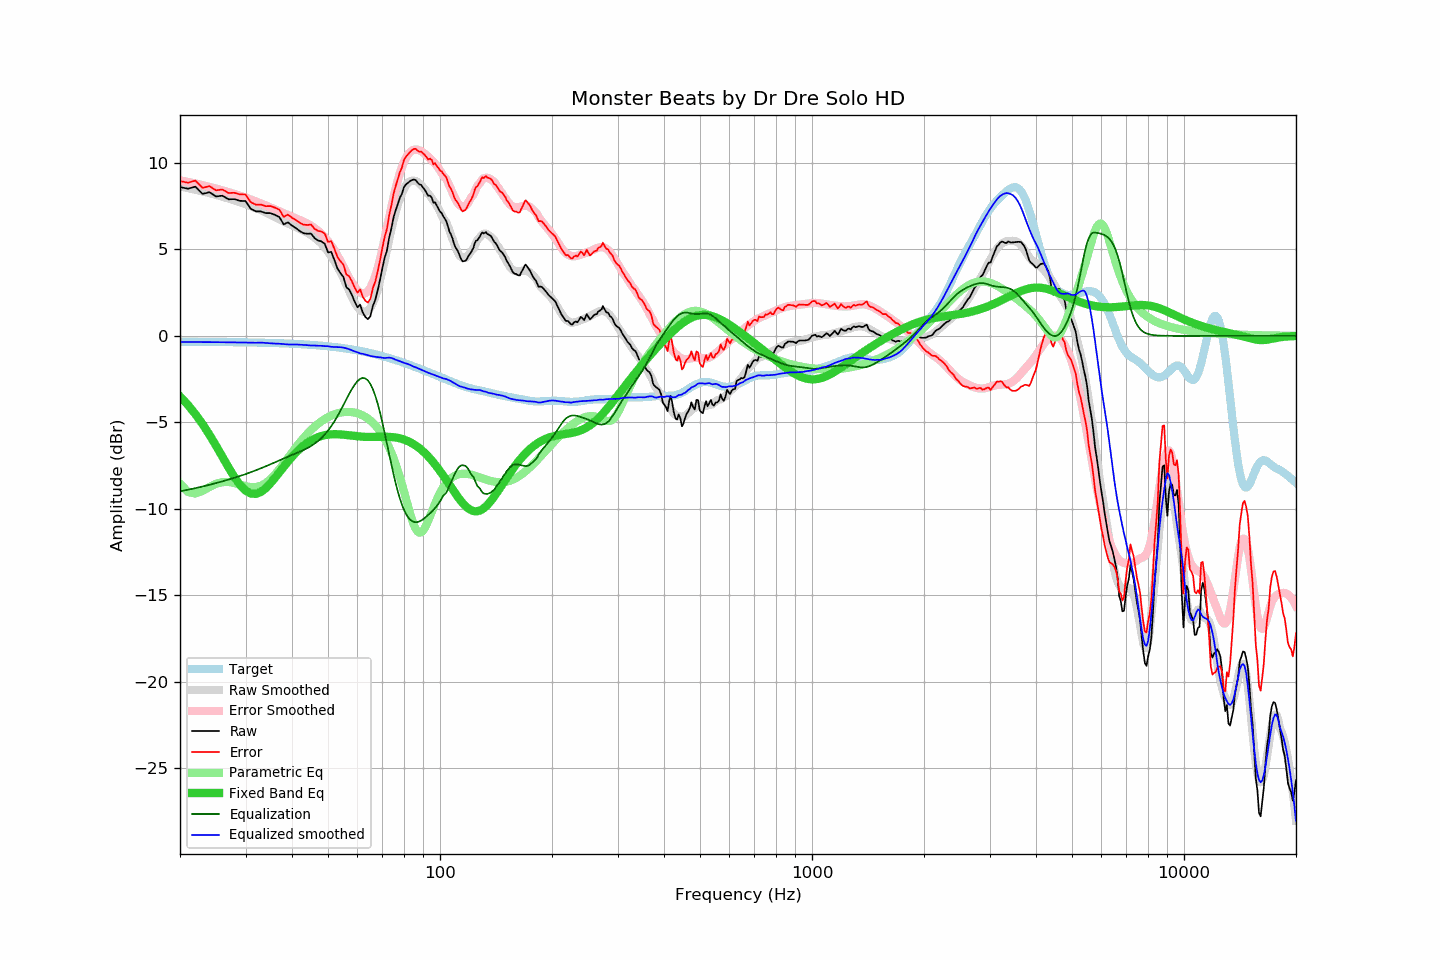 Monster Beats by Dr Dre Solo HD
Amplitude (dBr)
10
5
0
−5
−10
−15
−20
−25
Target
Raw Smoothed
Error Smoothed
Raw
Error
Parametric Eq
Fixed Band Eq
Equalization
Equalized smoothed
100
1000
10000
Frequency (Hz)